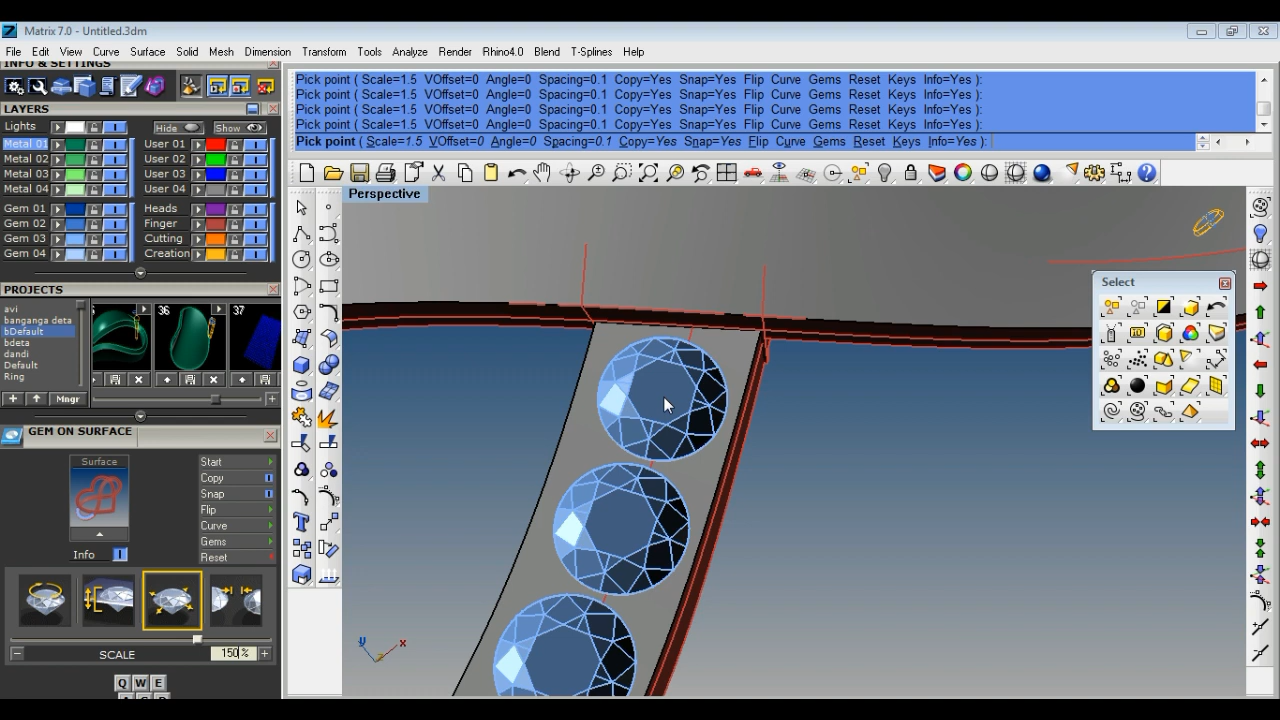 Matrix 7.0 - Untitled.3dm
File Edit View Curve Surface Solid Mesh Dimension Transform Tools Analyze Render Rhino4.0 Blend T-Splines Help
INFO & SETTINGS
Pick point ( Scale=1.5 VOffset=0 Angle=0 Spacing=0.1 Copy=Yes Snap=Yes Flip Curve Gems Reset Keys Info=Yes ):
Pick point ( Scale=1.5 VOffset=0 Angle=0 Spacing=0.1 Copy=Yes Snap=Yes Flip Curve Gems Reset Keys Info=Yes ):
Pick point ( Scale=1.5 VOffset=0 Angle=0 Spacing=0.1 Copy=Yes Snap=Yes Flip Curve Gems Reset Keys Info=Yes ):
Pick point ( Scale=1.5 VOffset=0 Angle=0 Spacing=0.1 Copy=Yes Snap=Yes Flip Curve Gems Reset Keys Info=Yes ):
Pick point ( Scale=1.5 VOffset=0 Angle=0 Spacing=0.1 Copy=Yes Snap=Yes Flip Curve Gems Reset Keys Info=Yes ):
LAYERS
Lights Hide Show
Metal 01 User 01
Metal 02 User 02
Metal 03 User 03
Metal 04 User 04
Gem 01 Heads
Gem 02 Finger
Gem 03 Cutting
Gem 04 Creation
Perspective
Select
PROJECTS
avi
banganga deta
bDefault
bdeta
dandi
Default
Ring
36 37
Mngr
GEM ON SURFACE
Surface
Start
Copy
Snap
Flip
Curve
Gems
Reset
Info
SCALE 150%
Q W E
y x